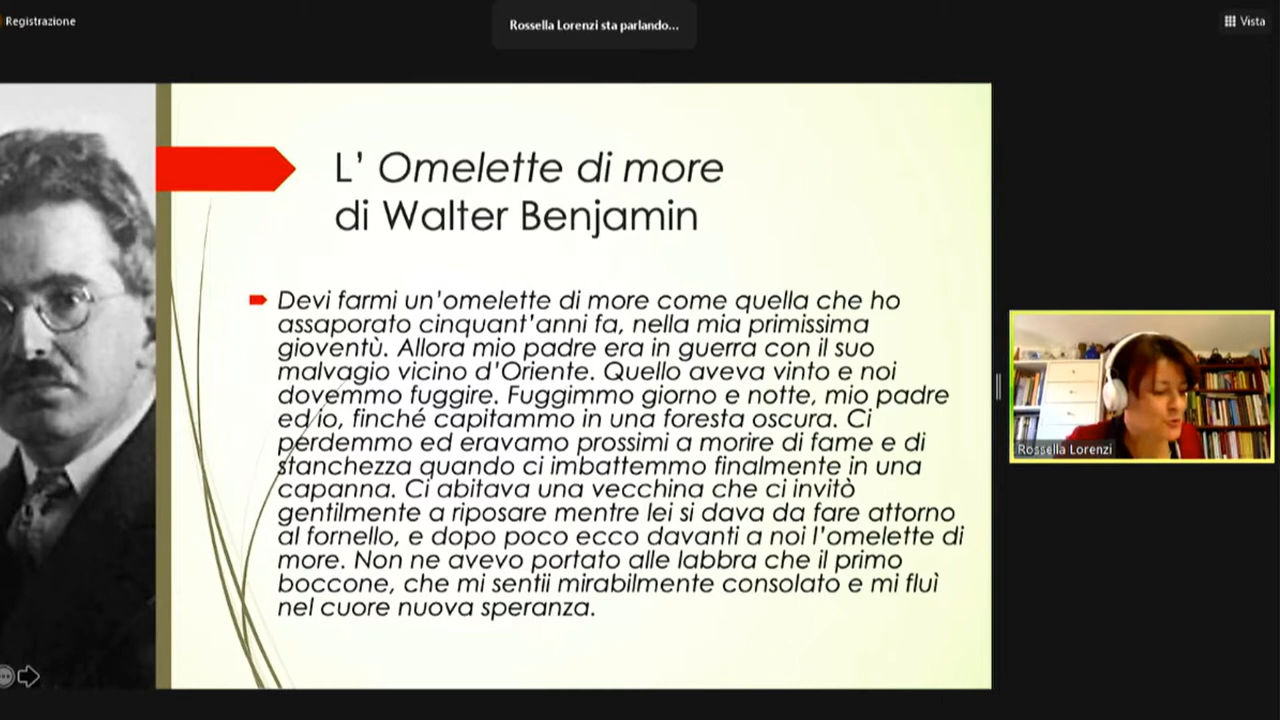 Registrazione
Rossella Lorenzi sta parlando...
Vista
L' Omelette di more
di Walter Benjamin
Devi farmi un'omelette di more come quella che ho
assaporato cinquant'anni fa, nella mia primissima
gioventù. Allora mio padre era in guerra con il suo
malvagio vicino d'Oriente. Quello aveva vinto e noi
dovemmo fuggire. Fuggimmo giorno e notte, mio padre
ed io, finché capitammo in una foresta oscura. Ci
perdemmo ed eravamo prossimi a morire di fame e di
stanchezza quando ci imbattemmo finalmente in una
capanna. Ci abitava una vecchina che ci invitò
gentilmente a riposare mentre lei si dava da fare attorno
al fornello, e dopo poco ecco davanti a noi l'omelette di
more. Non ne avevo portato alle labbra che il primo
boccone, che mi sentii mirabilmente consolato e mi fluì
nel cuore nuova speranza.
Rossella Lorenzi